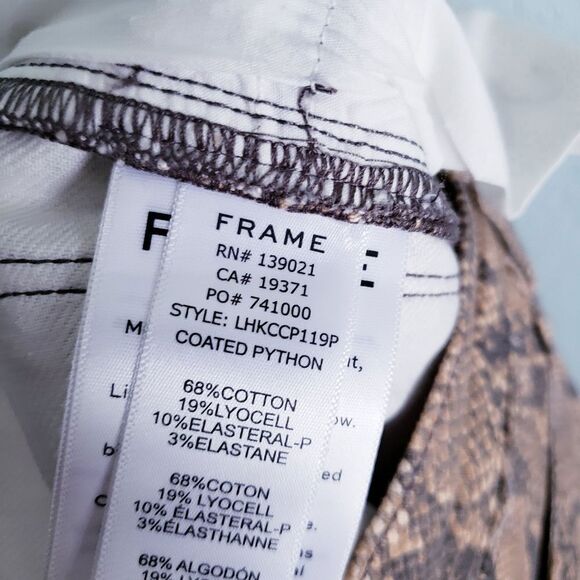 FRAME
RN# 139021
CA# 19371
PO# 741000
STYLE: LHKCCP119P
COATED PYTHON
68%COTTON
19%LYOCELL
10%ELASTERAL-P
3%ELASTANE
68%COTON
19% LYOCELL
10% ÉLASTERAL-P
3%ÉLASTHANNE
68% ALGODÓN